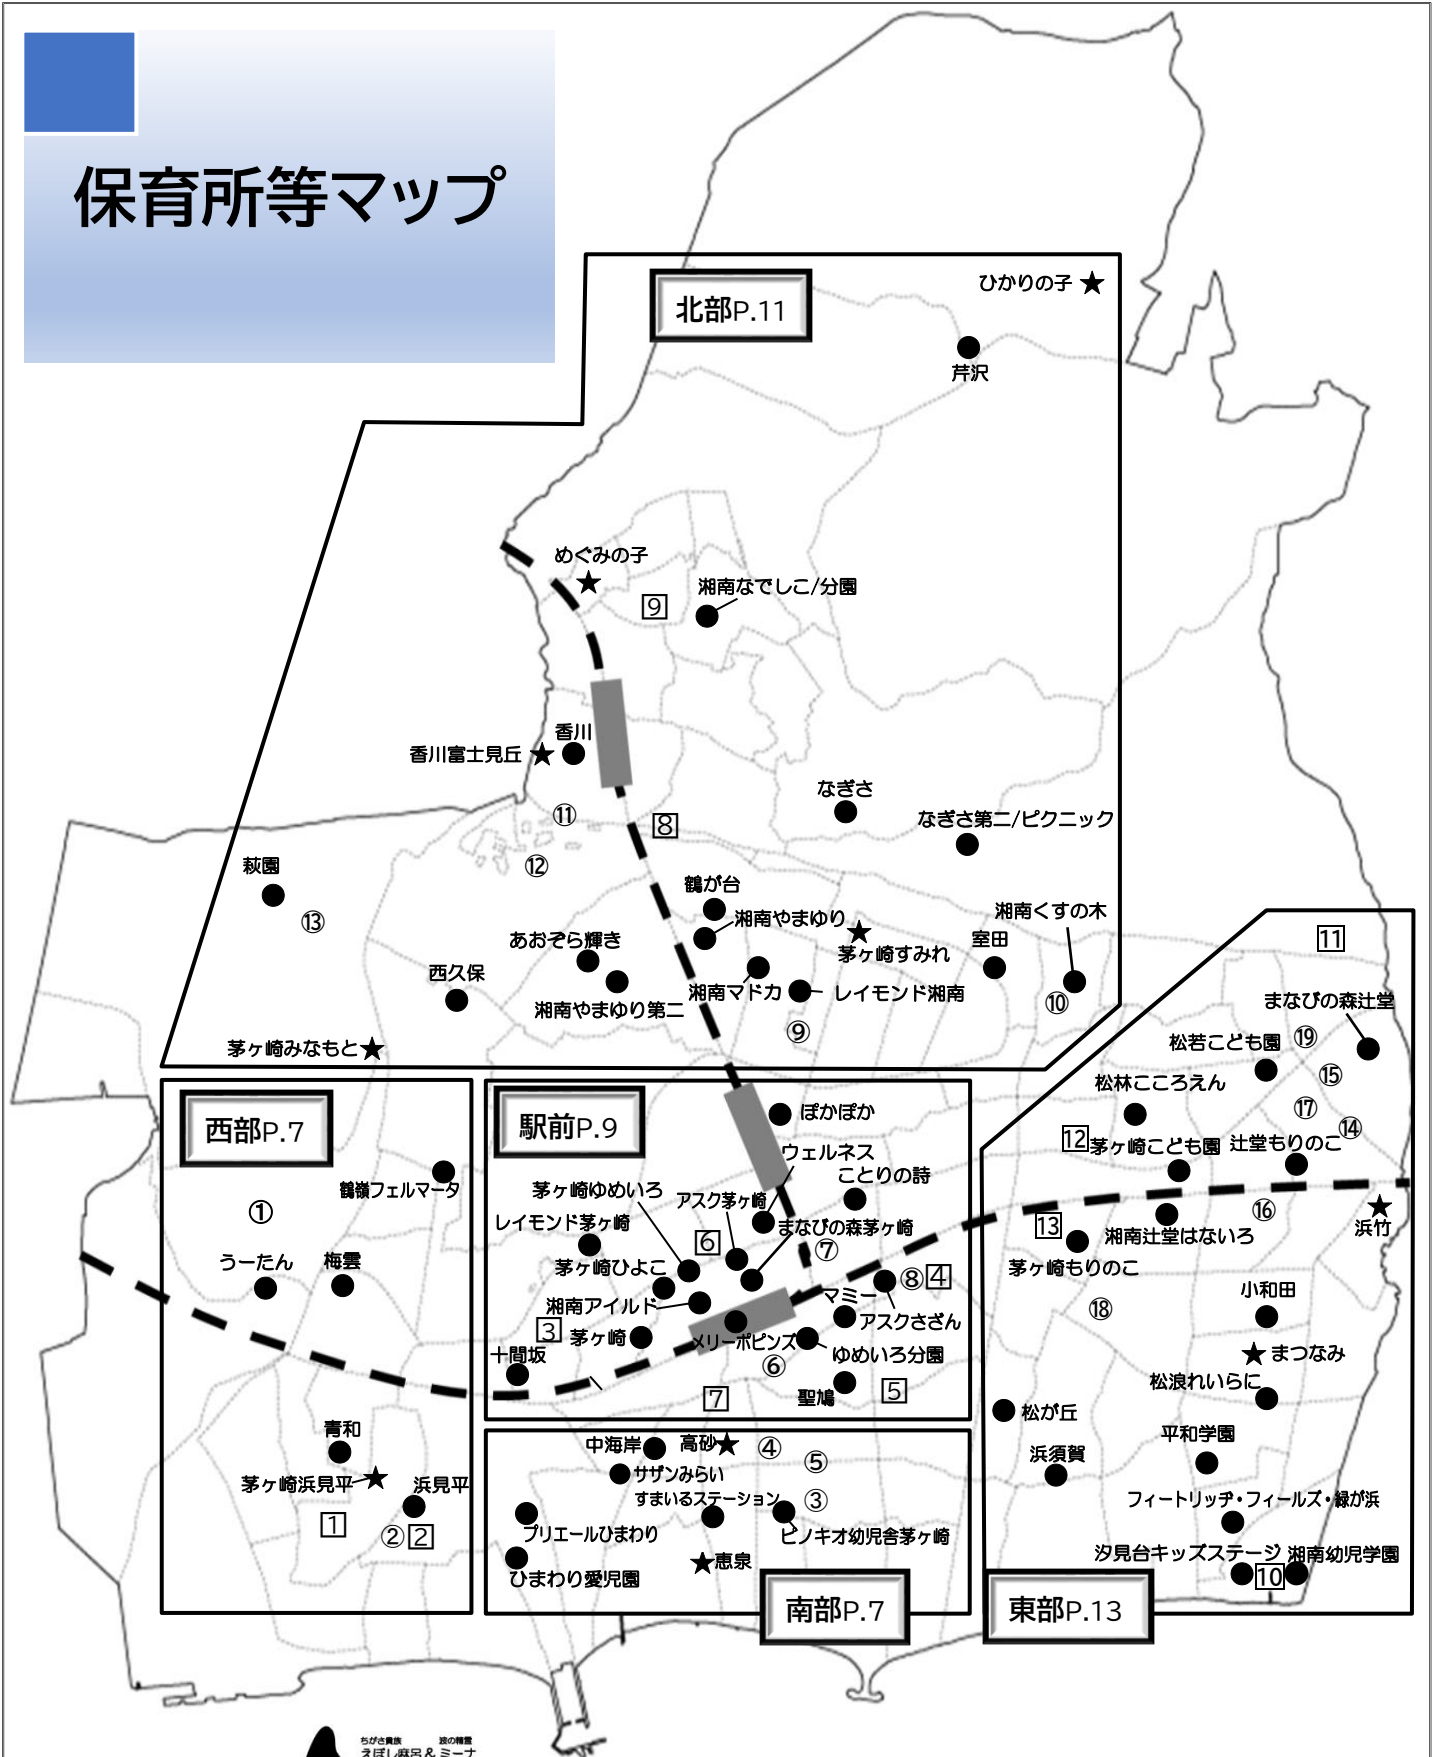 保育所等マップ
北部P.11
ひかりの子
芹沢
めぐみの子
湘南なでしこ/分園
9
香川
香川富士見丘
⑪
8
なぎさ
なぎさ第二/ピクニック
⑫
萩園
⑬
鶴が台
湘南やまゆり
湘南くすの木
あおぞら輝き
茅ヶ崎すみれ
室田
西久保
湘南マドカ
レイモンド湘南
⑩
湘南やまゆり第二
⑨
茅ヶ崎みなもと
11
まなびの森辻堂
松若こども園
⑲
松林こころえん
⑮
⑰
⑭
12
茅ヶ崎こども園
辻堂もりのこ
西部P.7
鶴嶺フェルマータ
①
うーたん
梅雲
青和
茅ヶ崎浜見平
浜見平
1
②
2
駅前P.9
ぽかぽか
ウェルネス
ことりの詩
茅ヶ崎ゆめいろ
アスク茅ヶ崎
レイモンド茅ヶ崎
まなびの森茅ヶ崎
6
⑦
茅ヶ崎ひよこ
⑧
4
湘南アイルド
マミー
アスクさざん
3
茅ヶ崎
メリーポピンズ
ゆめいろ分園
十間坂
⑥
7
聖鳩
5
13
湘南辻堂はないろ
⑯
浜竹
茅ヶ崎もりのこ
小和田
⑱
まつなみ
松浪れいらに
松が丘
平和学園
浜須賀
フィートリッヂ・フィールズ・緑が浜
汐見台キッズステージ
湘南幼児学園
10
中海岸
高砂
④
⑤
サザンみらい
すまいるステーション
③
プリエールひまわり
ピノキオ幼児舎茅ヶ崎
ひまわり愛児園
恵泉
南部P.7
東部P.13
ちがさき貴族
波の精霊
えぼし麻呂&ミーナ